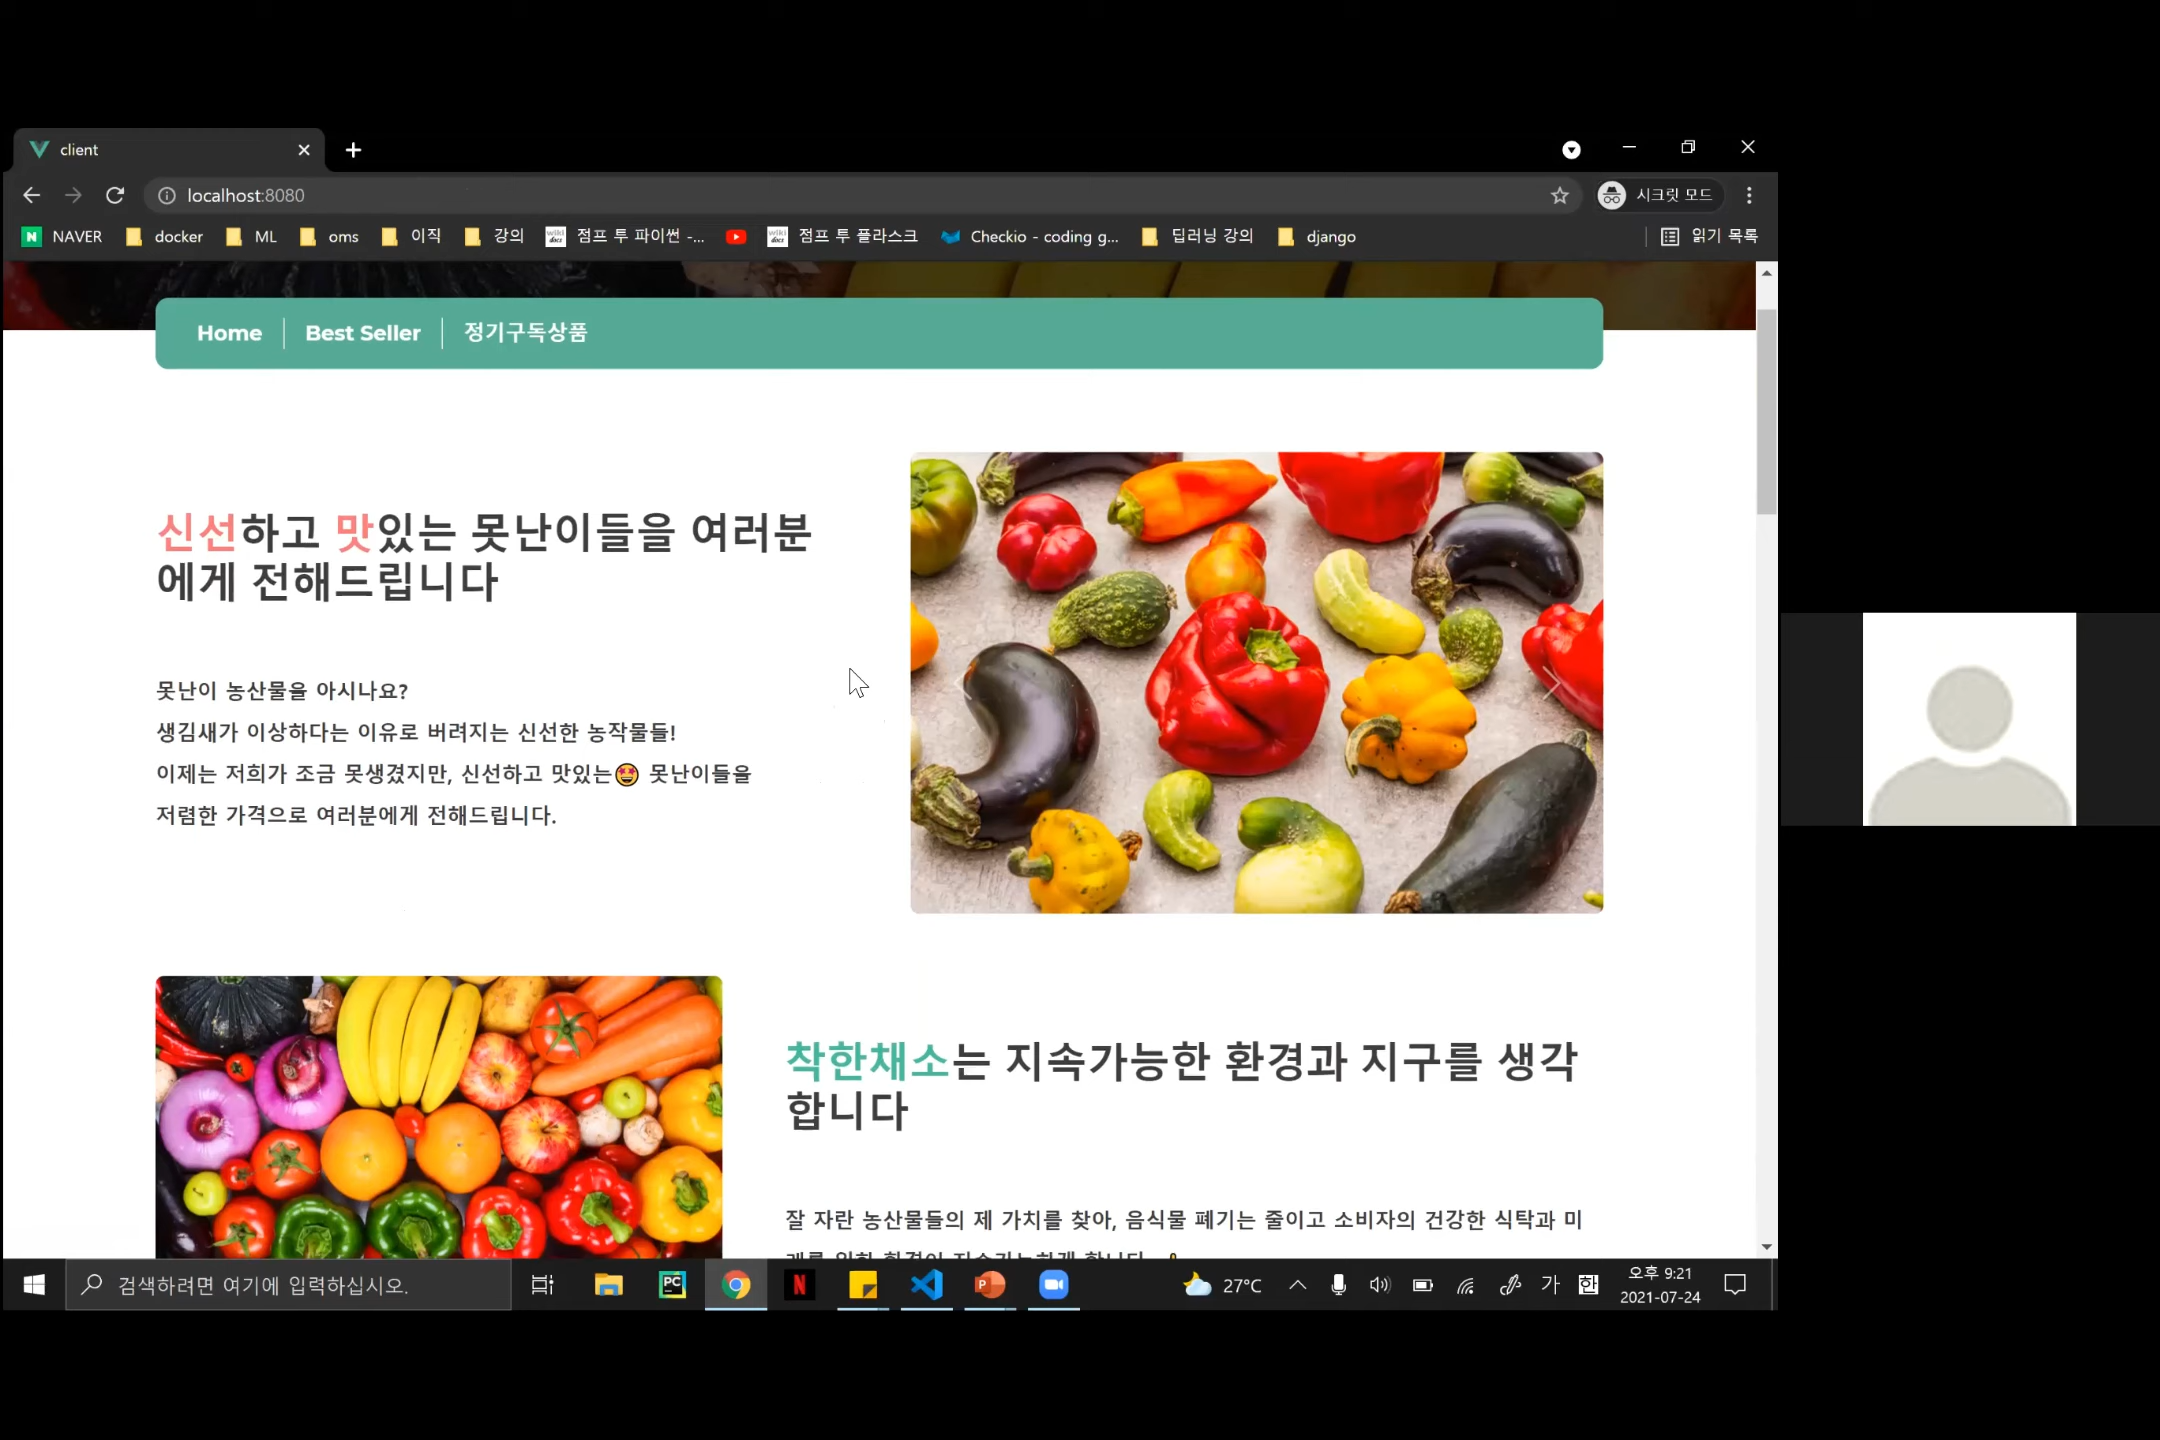 client
localhost:8080
시크릿 모드
NAVER docker ML oms 이직 강의 점프 투 파이썬 -... 점프 투 플라스크 Checkio - coding g... 딥러닝 강의 django 읽기 목록
Home Best Seller 정기구독상품
신선하고 맛있는 못난이들을 여러분
에게 전해드립니다
못난이 농산물을 아시나요?
생김새가 이상하다는 이유로 버려지는 신선한 농작물들!
이제는 저희가 조금 못생겼지만, 신선하고 맛있는🤩 못난이들을
저렴한 가격으로 여러분에게 전해드립니다.
착한채소는 지속가능한 환경과 지구를 생각
합니다
잘 자란 농산물들의 제 가치를 찾아, 음식물 폐기는 줄이고 소비자의 건강한 식탁과 미
검색하려면 여기에 입력하십시오.
27°C
가 한
오후 9:21
2021-07-24